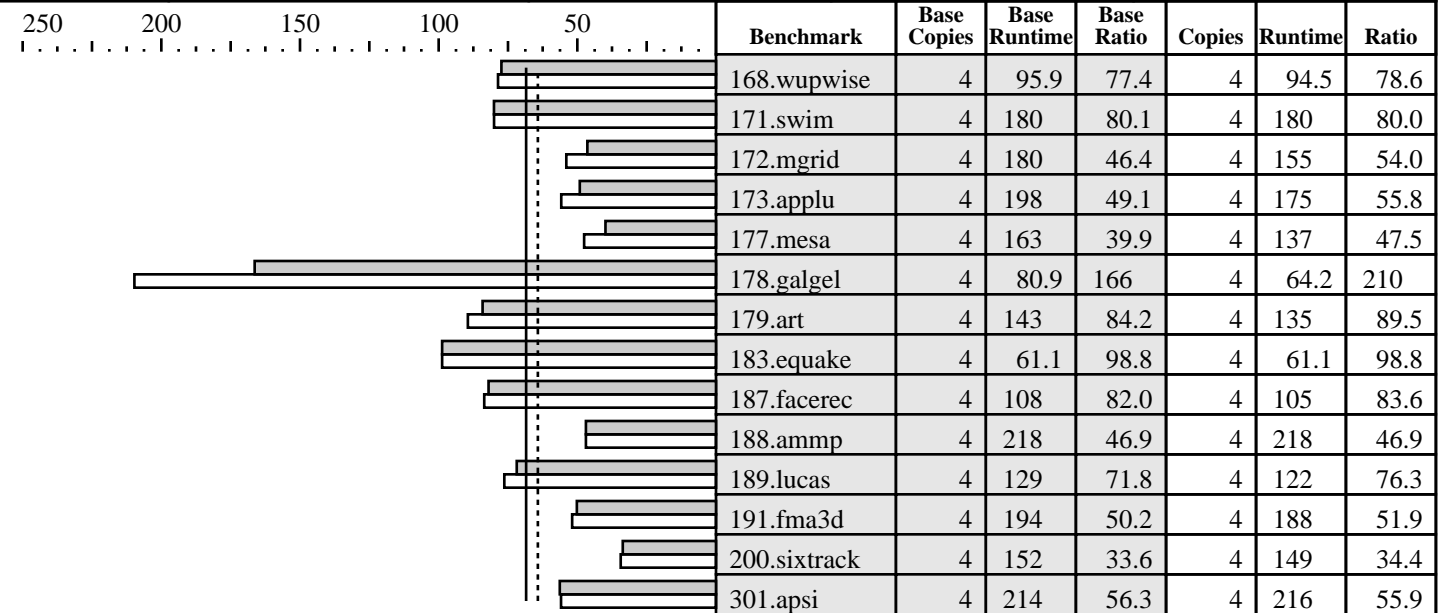 250 200 150 100 50
Benchmark Base Copies Base Runtime Base Ratio Copies Runtime Ratio
168.wupwise 4 95.9 77.4 4 94.5 78.6
171.swim 4 180 80.1 4 180 80.0
172.mgrid 4 180 46.4 4 155 54.0
173.applu 4 198 49.1 4 175 55.8
177.mesa 4 163 39.9 4 137 47.5
178.galgel 4 80.9 166 4 64.2 210
179.art 4 143 84.2 4 135 89.5
183.equake 4 61.1 98.8 4 61.1 98.8
187.facerec 4 108 82.0 4 105 83.6
188.ammp 4 218 46.9 4 218 46.9
189.lucas 4 129 71.8 4 122 76.3
191.fma3d 4 194 50.2 4 188 51.9
200.sixtrack 4 152 33.6 4 149 34.4
301.apsi 4 214 56.3 4 216 55.9